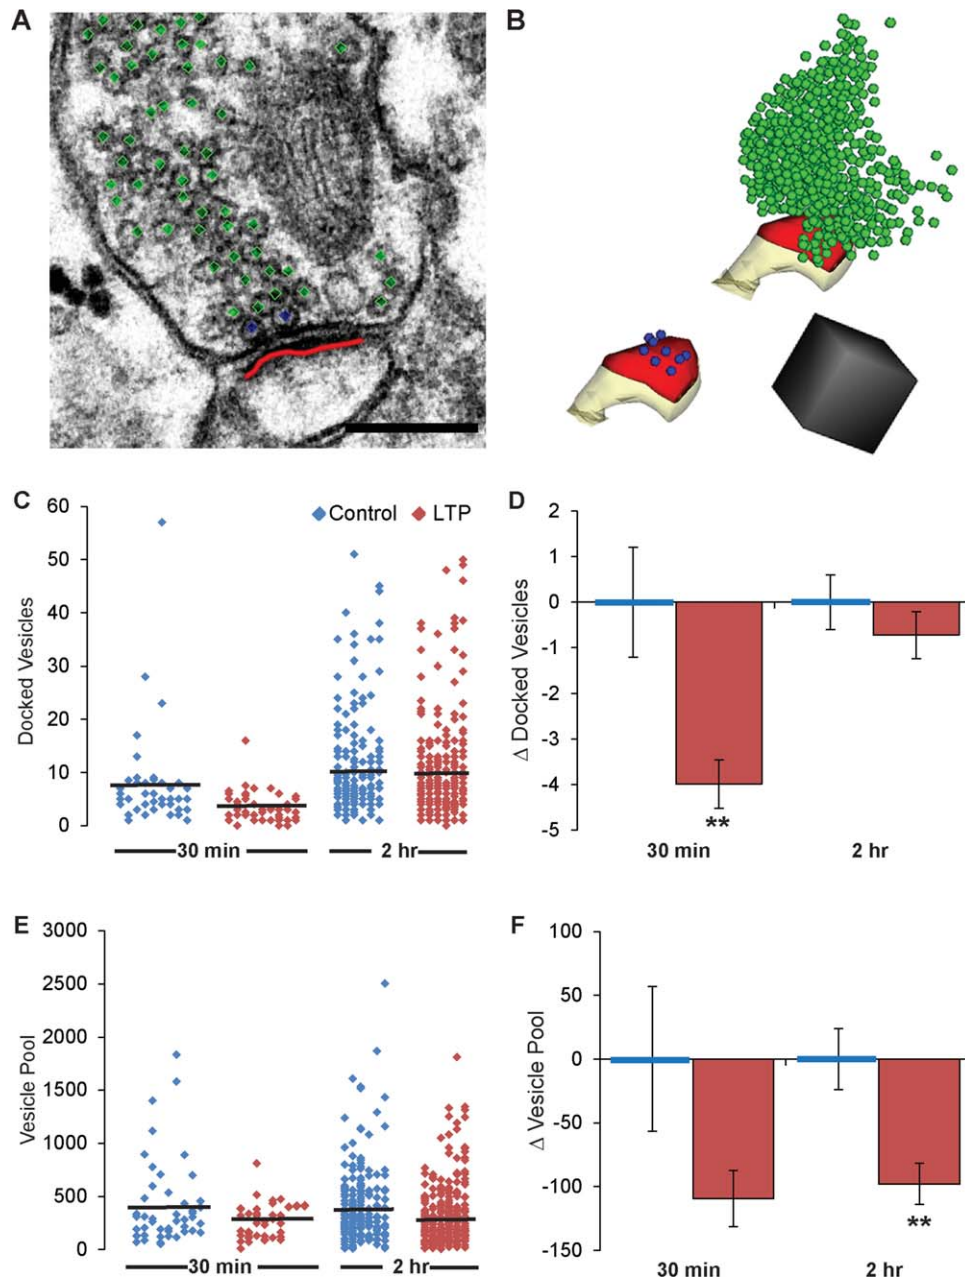 A
B
C
60
50
40
30
20
10
0
Docked Vesicles
Control
LTP
30 min
2 hr
D
2
1
0
-1
-2
-3
-4
-5
Δ Docked Vesicles
**
30 min
2 hr
E
3000
2500
2000
1500
1000
500
0
Vesicle Pool
30 min
2 hr
F
100
50
0
-50
-100
-150
Δ Vesicle Pool
**
30 min
2 hr